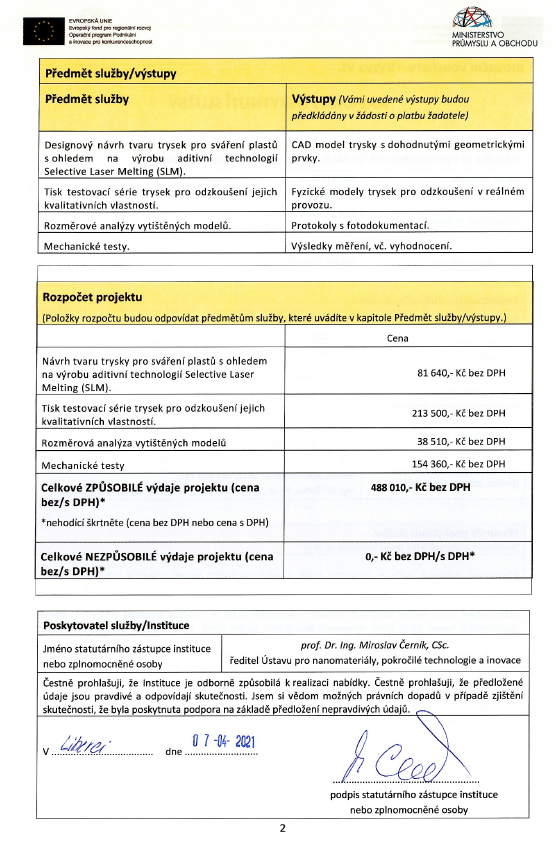 EVROPSKÁ UNIE
Evropský fond pro regionální rozvoj
Operační program Podnikání
a inovace pro konkurenceschopnost
MINISTERSTVO
PRŮMYSLU A OBCHODU
Předmět služby/výstupy
Předmět služby
Výstupy (Vámi uvedené výstupy budou
předkládány v žádosti o platbu žadatele)
Designový návrh tvaru trysek pro sváření plastů
s ohledem na výrobu aditivní technologií
Selective Laser Melting (SLM).
CAD model trysky s dohodnutými geometrickými
prvky.
Tisk testovací série trysek pro odzkoušení jejich
kvalitativních vlastností.
Fyzické modely trysek pro odzkoušení v reálném
provozu.
Rozměrové analýzy vytištěných modelů.
Protokoly s fotodokumentací.
Mechanické testy.
Výsledky měření, vč. vyhodnocení.
Rozpočet projektu
(Položky rozpočtu budou odpovídat předmětům služby, které uvádíte v kapitole Předmět služby/výstupy.)
Cena
Návrh tvaru trysky pro sváření plastů s ohledem
na výrobu aditivní technologií Selective Laser
Melting (SLM).
81 640,- Kč bez DPH
Tisk testovací série trysek pro odzkoušení jejich
kvalitativních vlastností.
213 500,- Kč bez DPH
Rozměrová analýza vytištěných modelů
38 510,- Kč bez DPH
Mechanické testy
154 360,- Kč bez DPH
Celkové ZPŮSOBILÉ výdaje projektu (cena
bez/s DPH)*
488 010,- Kč bez DPH
*nehodící škrtněte (cena bez DPH nebo cena s DPH)
Celkové NEZPŮSOBILÉ výdaje projektu (cena
bez/s DPH)*
0,- Kč bez DPH/s DPH*
Poskytovatel služby/Instituce
Jméno statutárního zástupce instituce
nebo zplnomocněné osoby
prof. Dr. Ing. Miroslav Černík, CSc.
ředitel Ústavu pro nanomateriály, pokročilé technologie a inovace
Čestně prohlašuji, že Instituce je odborně způsobilá k realizaci nabídky. Čestně prohlašuji, že předložené
údaje jsou pravdivé a odpovídají skutečnosti. Jsem si vědom možných právních dopadů v případě zjištění
skutečnosti, že byla poskytnuta podpora na základě předložení nepravdivých údajů.
V Liberci dne 07-04-2021
podpis statutárního zástupce instituce
nebo zplnomocněné osoby
2